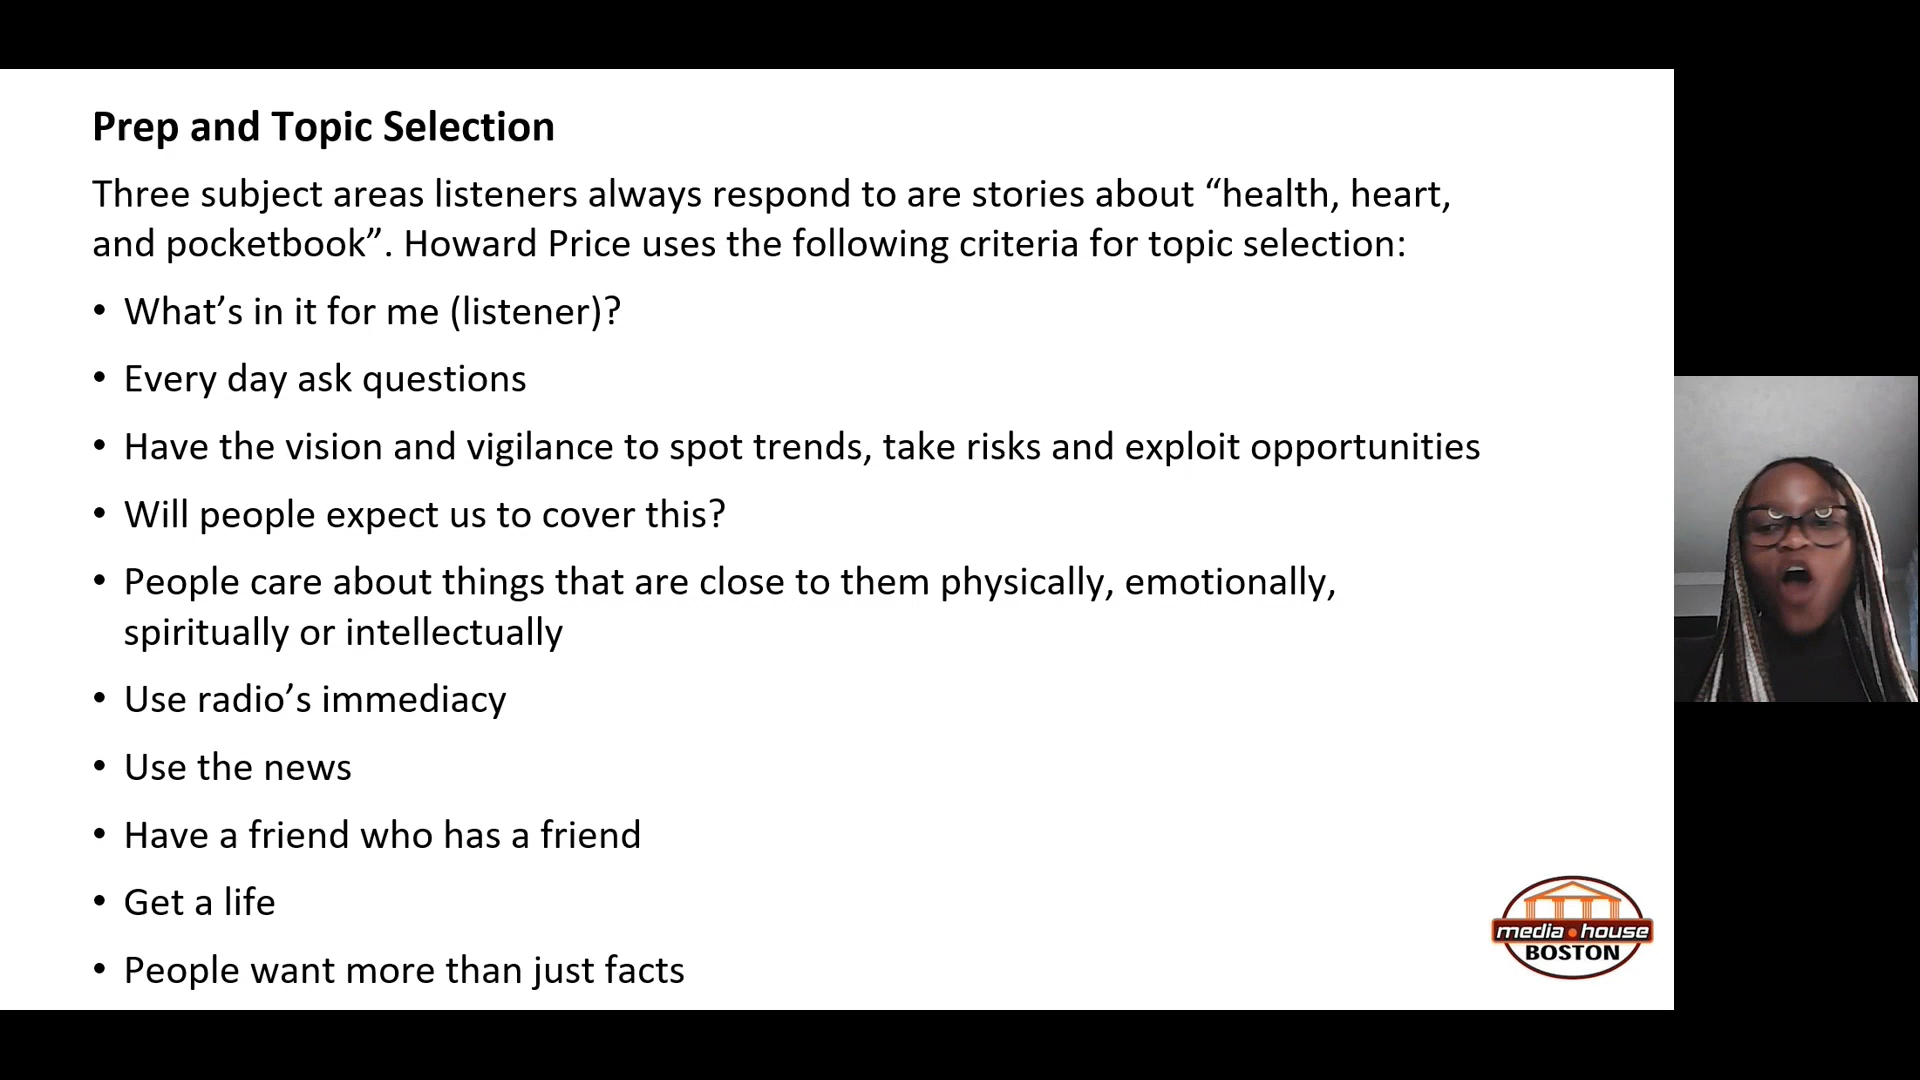 Prep and Topic Selection
Three subject areas listeners always respond to are stories about “health, heart,
and pocketbook”. Howard Price uses the following criteria for topic selection:
• What’s in it for me (listener)?
• Every day ask questions
• Have the vision and vigilance to spot trends, take risks and exploit opportunities
• Will people expect us to cover this?
• People care about things that are close to them physically, emotionally,
spiritually or intellectually
• Use radio’s immediacy
• Use the news
• Have a friend who has a friend
• Get a life
• People want more than just facts
media•house
BOSTON